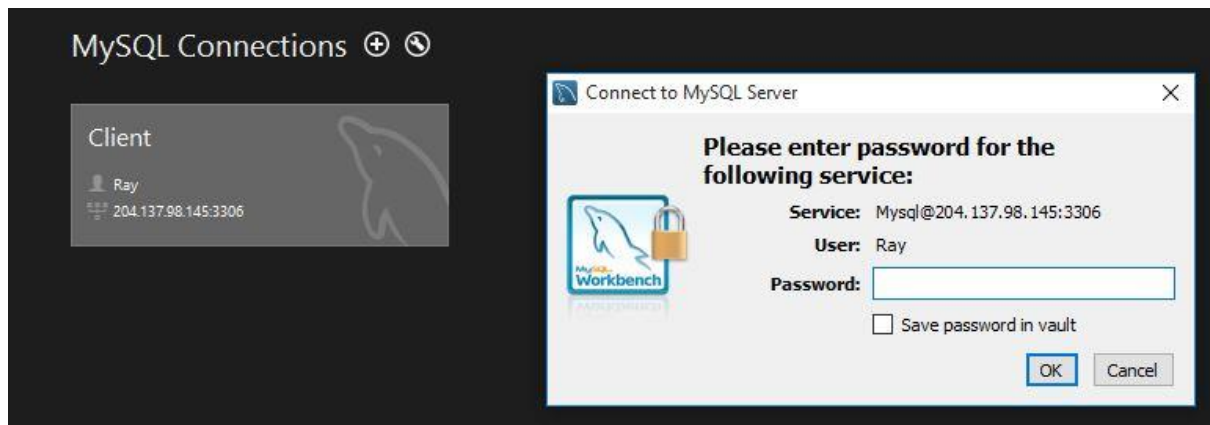 MySQL Connections
Client
Ray
204.137.98.145:3306
Connect to MySQL Server
Please enter password for the
following service:
Service: Mysql@204.137.98.145:3306
User: Ray
Password:
MySQL
Workbench
Save password in vault
OK Cancel